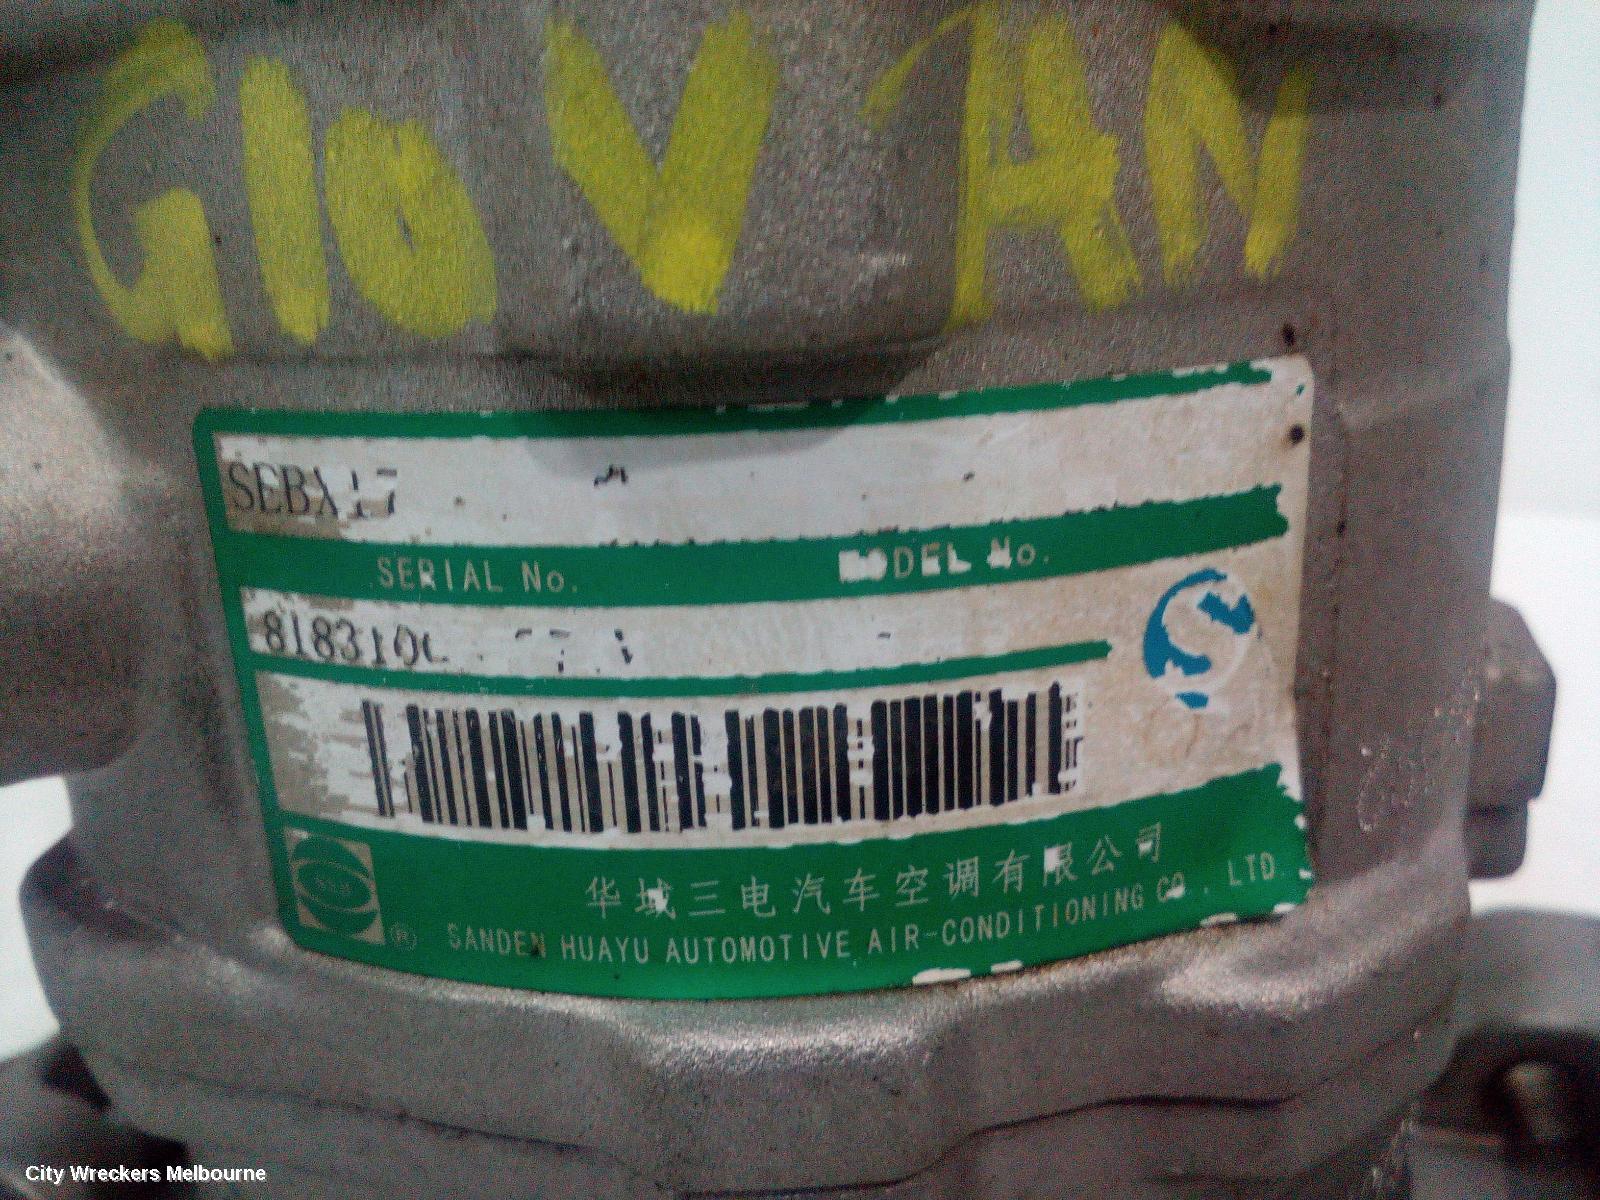 G10 VAN
SEBX17
SERIAL No. MODEL No.
818310
华域三电汽车空调有限公司
® SANDEN HUAYU AUTOMOTIVE AIR-CONDITIONING CO., LTD.
City Wreckers Melbourne